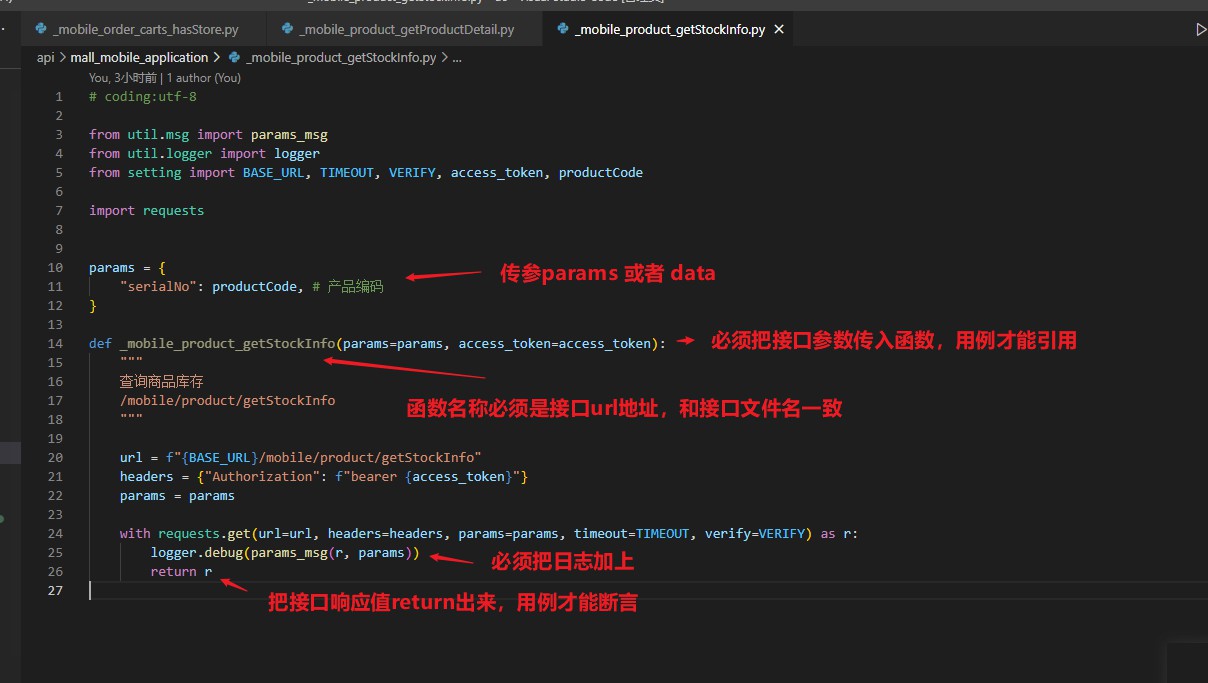 _mobile_order_carts_hasStore.py
_mobile_product_getProductDetail.py
_mobile_product_getStockInfo.py
api > mall_mobile_application > _mobile_product_getStockInfo.py > ...
You, 3小时前 | 1 author (You)
1 # coding:utf-8
2
3 from util.msg import params_msg
4 from util.logger import logger
5 from setting import BASE_URL, TIMEOUT, VERIFY, access_token, productCode
6
7 import requests
8
9
10 params = {
传参params 或者 data
11 "serialNo": productCode, # 产品编码
12 }
13
14 def _mobile_product_getStockInfo(params=params, access_token=access_token):
必须把接口参数传入函数，用例才能引用
15 """
16 查询商品库存
17 /mobile/product/getStockInfo
函数名称必须是接口url地址，和接口文件名一致
18 """
19
20 url = f"{BASE_URL}/mobile/product/getStockInfo"
21 headers = {"Authorization": f"bearer {access_token}"}
22 params = params
23
24 with requests.get(url=url, headers=headers, params=params, timeout=TIMEOUT, verify=VERIFY) as r:
25 logger.debug(params_msg(r, params))
必须把日志加上
26 return r
27
把接口响应值return出来，用例才能断言